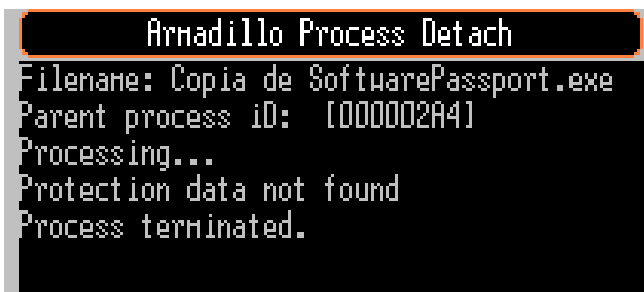 Armadillo Process Detach
Filename: Copia de SoftwarePassport.exe
Parent process iD: [000002A4]
Processing...
Protection data not found
Process terminated.